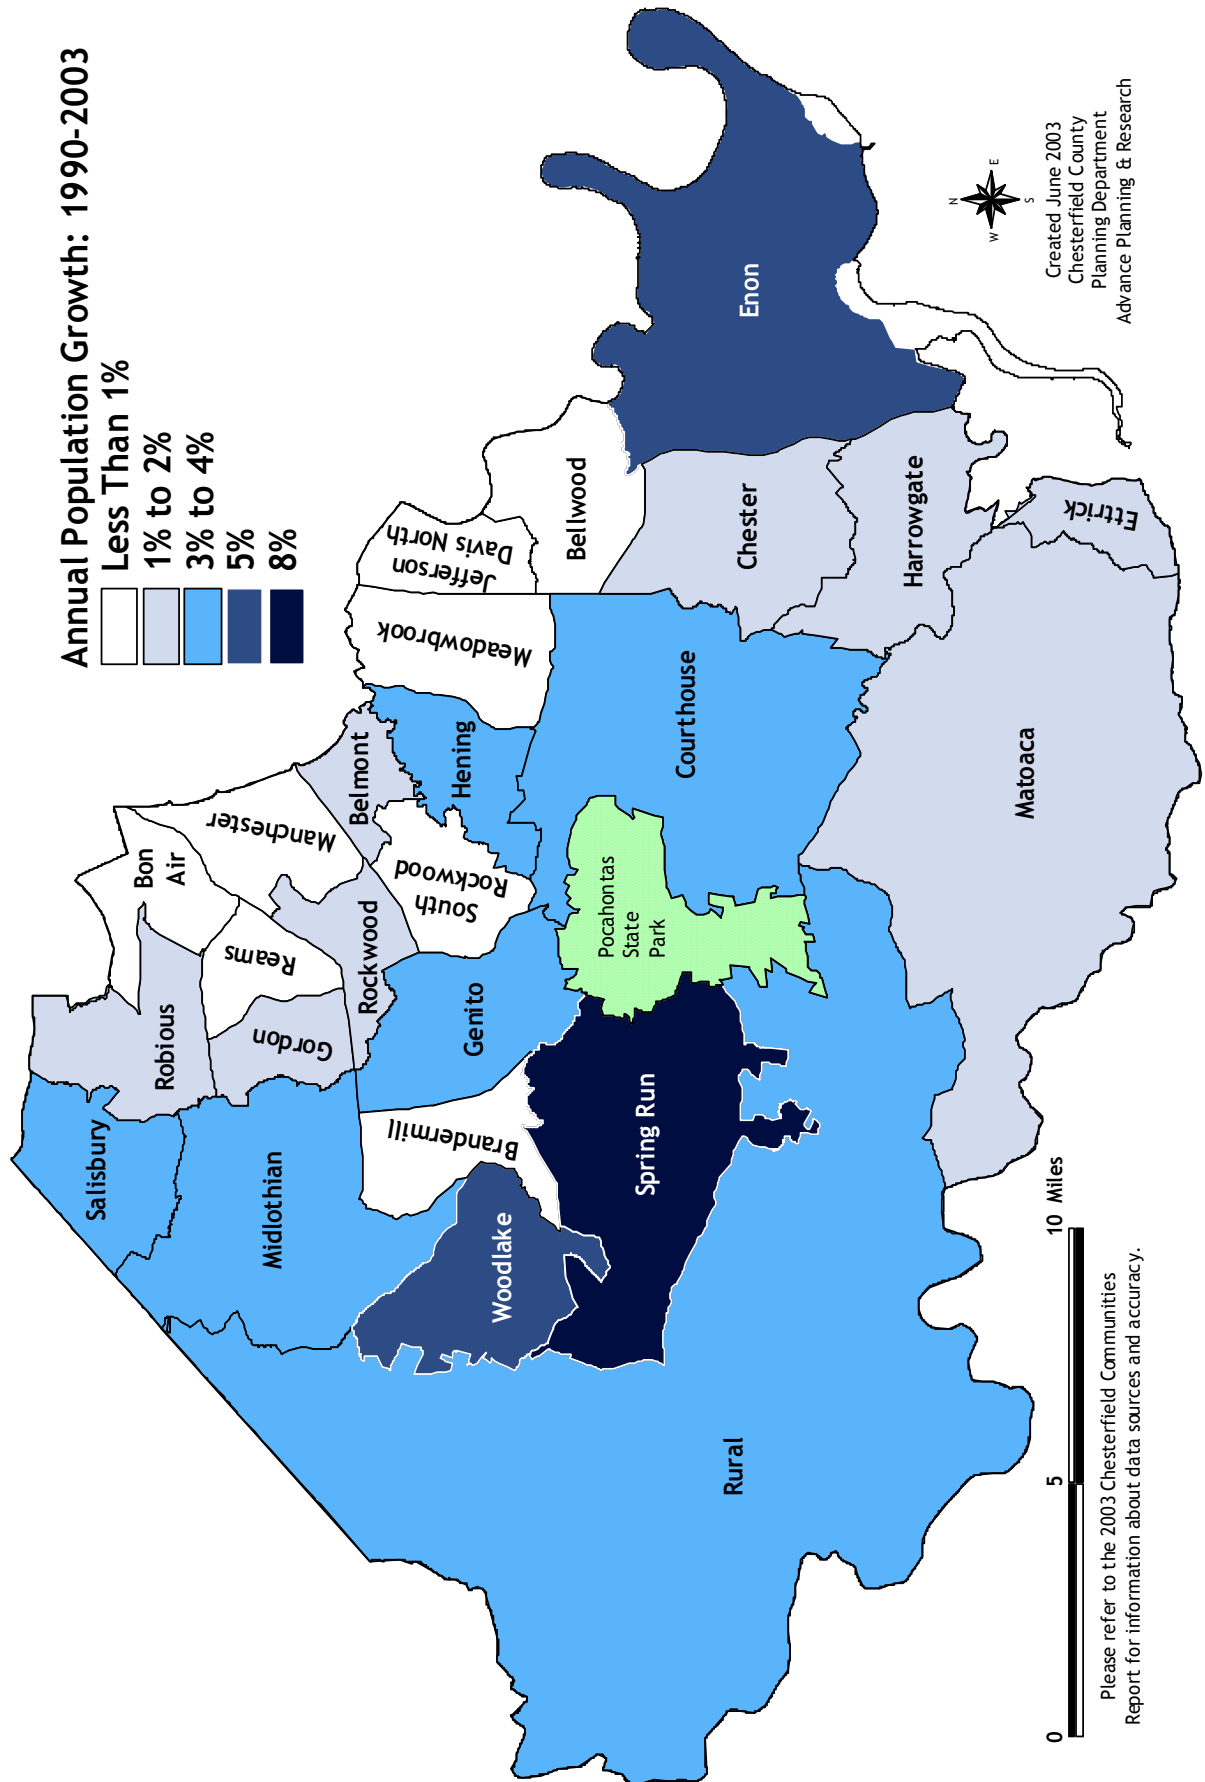 Annual Population Growth: 1990-2003
Less Than 1%
1% to 2%
3% to 4%
5%
8%
Salisbury
Robious
Bon
Air
Midlothian
Gordon
Reams
Manchester
Rockwood
Belmont
South
Rockwood
Hening
Meadowbrook
Jefferson
Davis North
Bellwood
Brandermill
Genito
Woodlake
Spring Run
Pocahontas
State
Park
Courthouse
Chester
Enon
Harrowgate
Ettrick
Matoaca
Rural
N
W
E
S
Created June 2003
Chesterfield County
Planning Department
Advance Planning & Research
0
5
10 Miles
Please refer to the 2003 Chesterfield Communities
Report for information about data sources and accuracy.